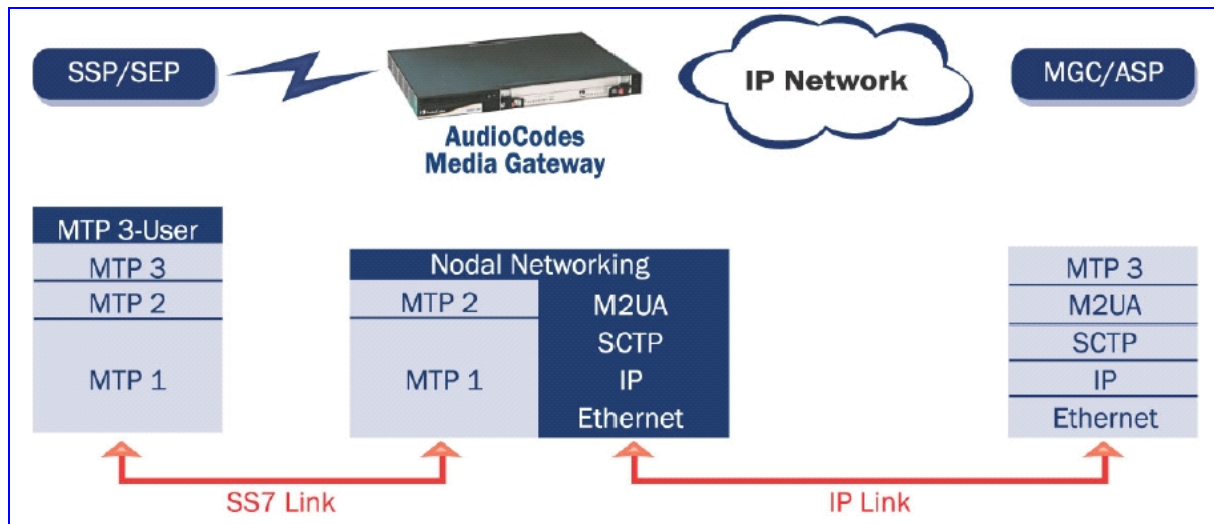 SSP/SEP
AudioCodes
Media Gateway
IP Network
MGC/ASP
MTP 3-User
MTP 3
MTP 2
MTP 1
Nodal Networking
MTP 2
MTP 1
M2UA
SCTP
IP
Ethernet
MTP 3
M2UA
SCTP
IP
Ethernet
SS7 Link
IP Link